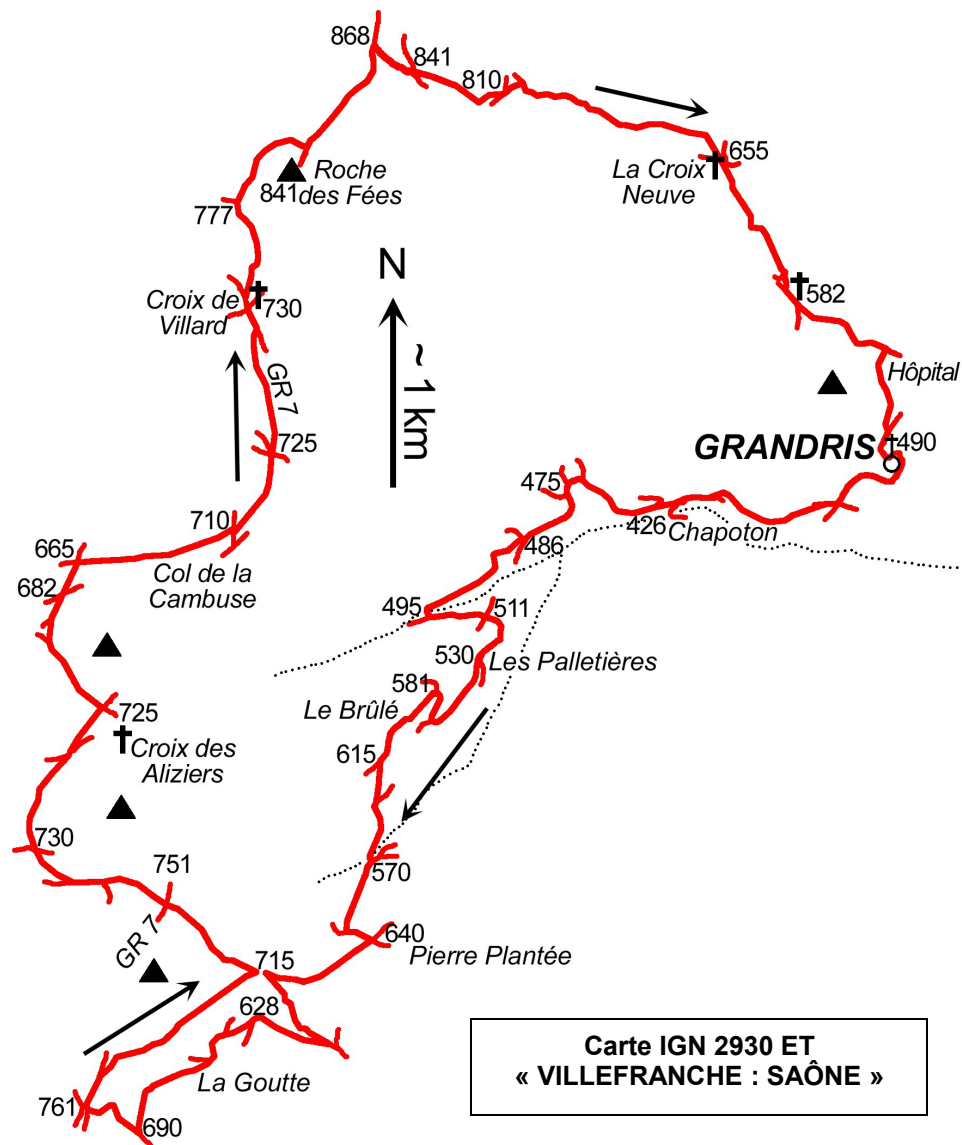 868
841
810
655
La Croix
Neuve
Roche
des Fées
841
777
N
~ 1 km
Croix de
Villard
730
582
GR 7
Hôpital
725
GRANDRIS
490
475
710
426
Chapoton
486
665
682
Col de la
Cambuse
495
511
530
Les Palletières
581
Le Brûlé
725
Croix des
Aliziers
615
730
751
570
GR 7
640
Pierre Plantée
715
628
La Goutte
761
690
Carte IGN 2930 ET
« VILLEFRANCHE : SAÔNE »